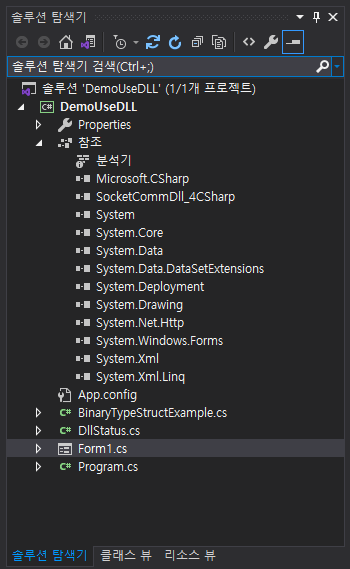 솔루션 탐색기
솔루션 탐색기 검색(Ctrl+;)
솔루션 'DemoUseDLL' (1/1개 프로젝트)
C# DemoUseDLL
Properties
참조
분석기
Microsoft.CSharp
SocketCommDll_4CSharp
System
System.Core
System.Data
System.Data.DataSetExtensions
System.Deployment
System.Drawing
System.Net.Http
System.Windows.Forms
System.Xml
System.Xml.Linq
App.config
C# BinaryTypeStructExample.cs
C# DllStatus.cs
Form1.cs
C# Program.cs
솔루션 탐색기 클래스 뷰 리소스 뷰